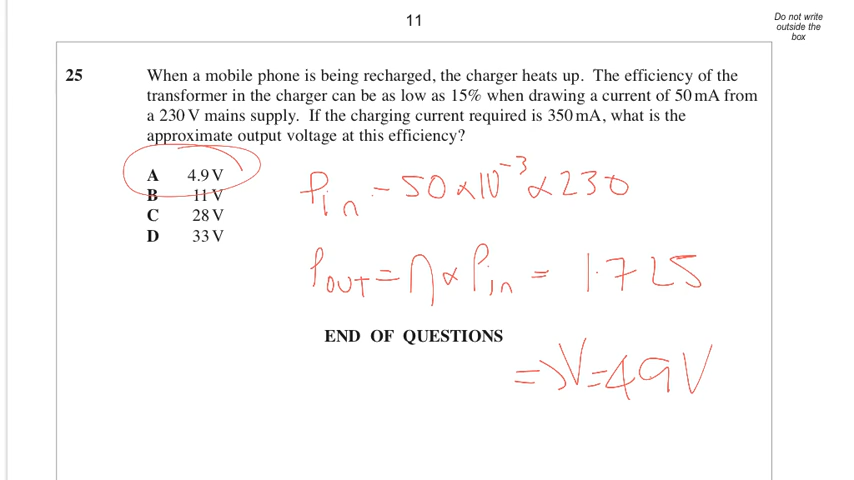 11
Do not write
outside the
box
25 When a mobile phone is being recharged, the charger heats up. The efficiency of the
transformer in the charger can be as low as 15% when drawing a current of 50 mA from
a 230 V mains supply. If the charging current required is 350 mA, what is the
approximate output voltage at this efficiency?
A 4.9 V
B 11 V
C 28 V
D 33 V
Pin = 50 × 10⁻³ × 230
POUT = η × Pin = 1.725
END OF QUESTIONS
=> V = 4.9 V